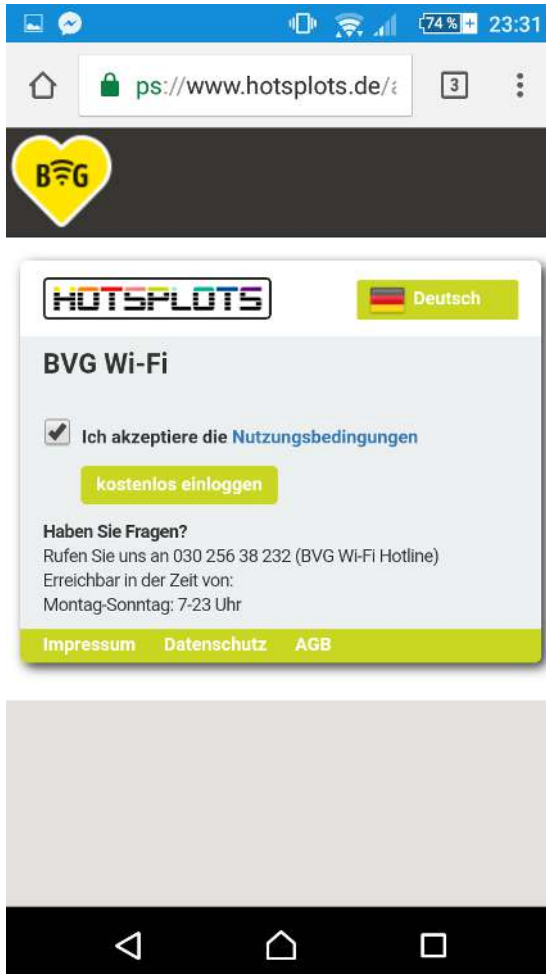 74 % 23:31
ps://www.hotsplots.de/a
3
BG
HOTSPLOTS
Deutsch
BVG Wi-Fi
Ich akzeptiere die Nutzungsbedingungen
kostenlos einloggen
Haben Sie Fragen?
Rufen Sie uns an 030 256 38 232 (BVG Wi-Fi Hotline)
Erreichbar in der Zeit von:
Montag-Sonntag: 7-23 Uhr
Impressum Datenschutz AGB